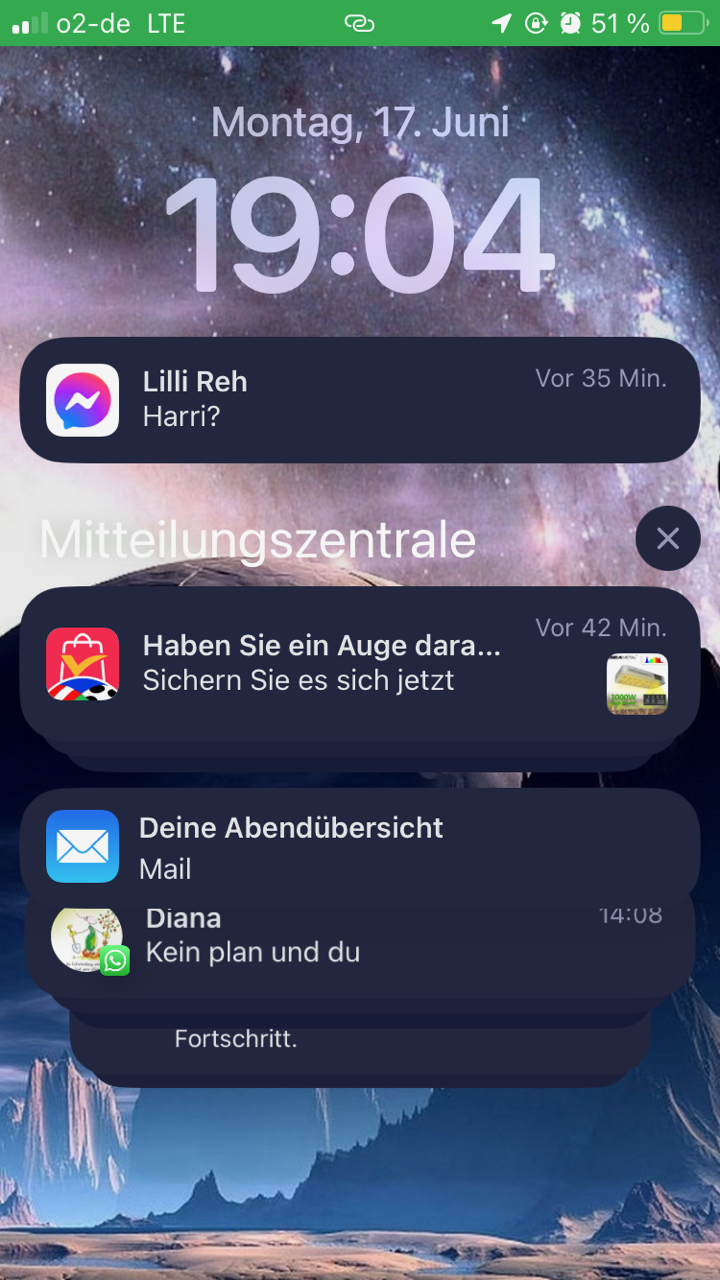 o2-de LTE 51 %
Montag, 17. Juni
19:04
Lilli Reh
Vor 35 Min.
Harri?
Mitteilungszentrale
Vor 42 Min.
Haben Sie ein Auge dara...
Sichern Sie es sich jetzt
1000W
Deine Abendübersicht
Mail
Diana
14:08
Kein plan und du
Fortschritt.